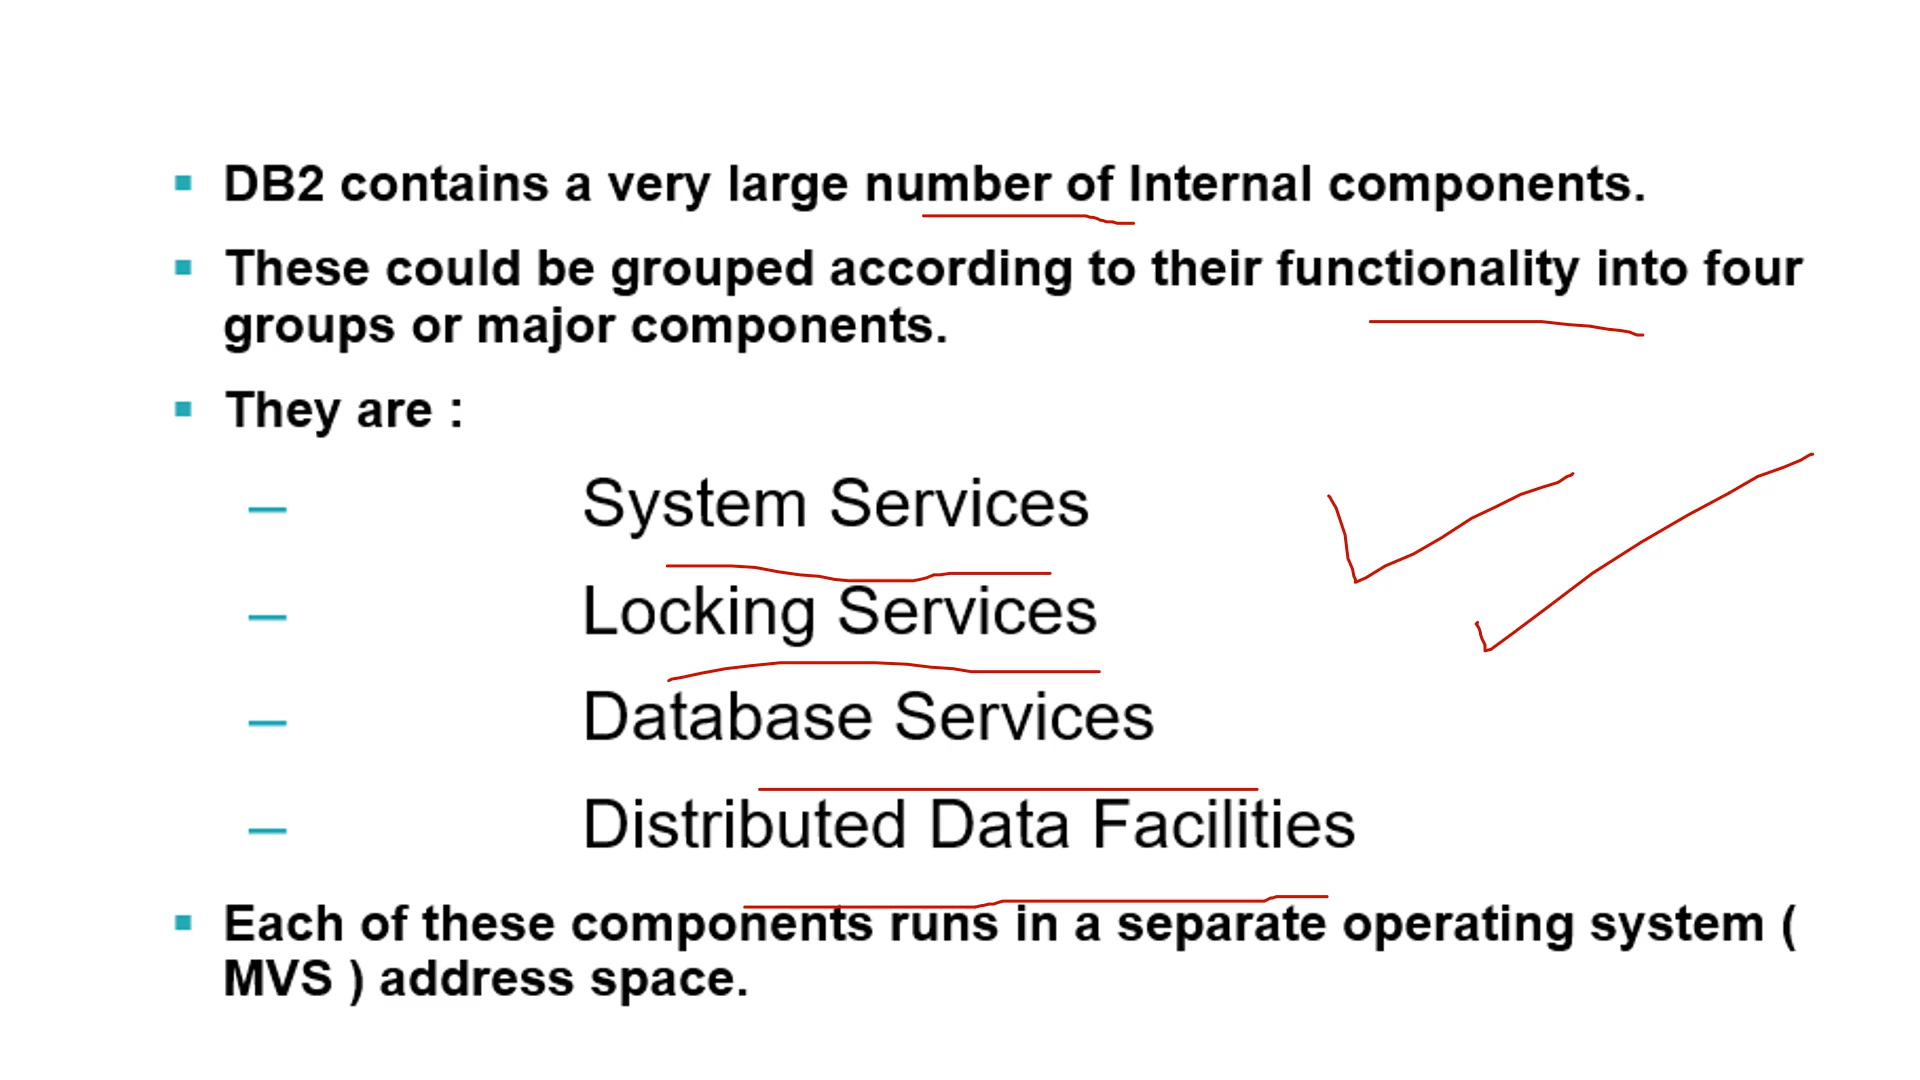 ▪ DB2 contains a very large number of Internal components.
▪ These could be grouped according to their functionality into four
groups or major components.
▪ They are :
– System Services
– Locking Services
– Database Services
– Distributed Data Facilities
▪ Each of these components runs in a separate operating system (
MVS ) address space.